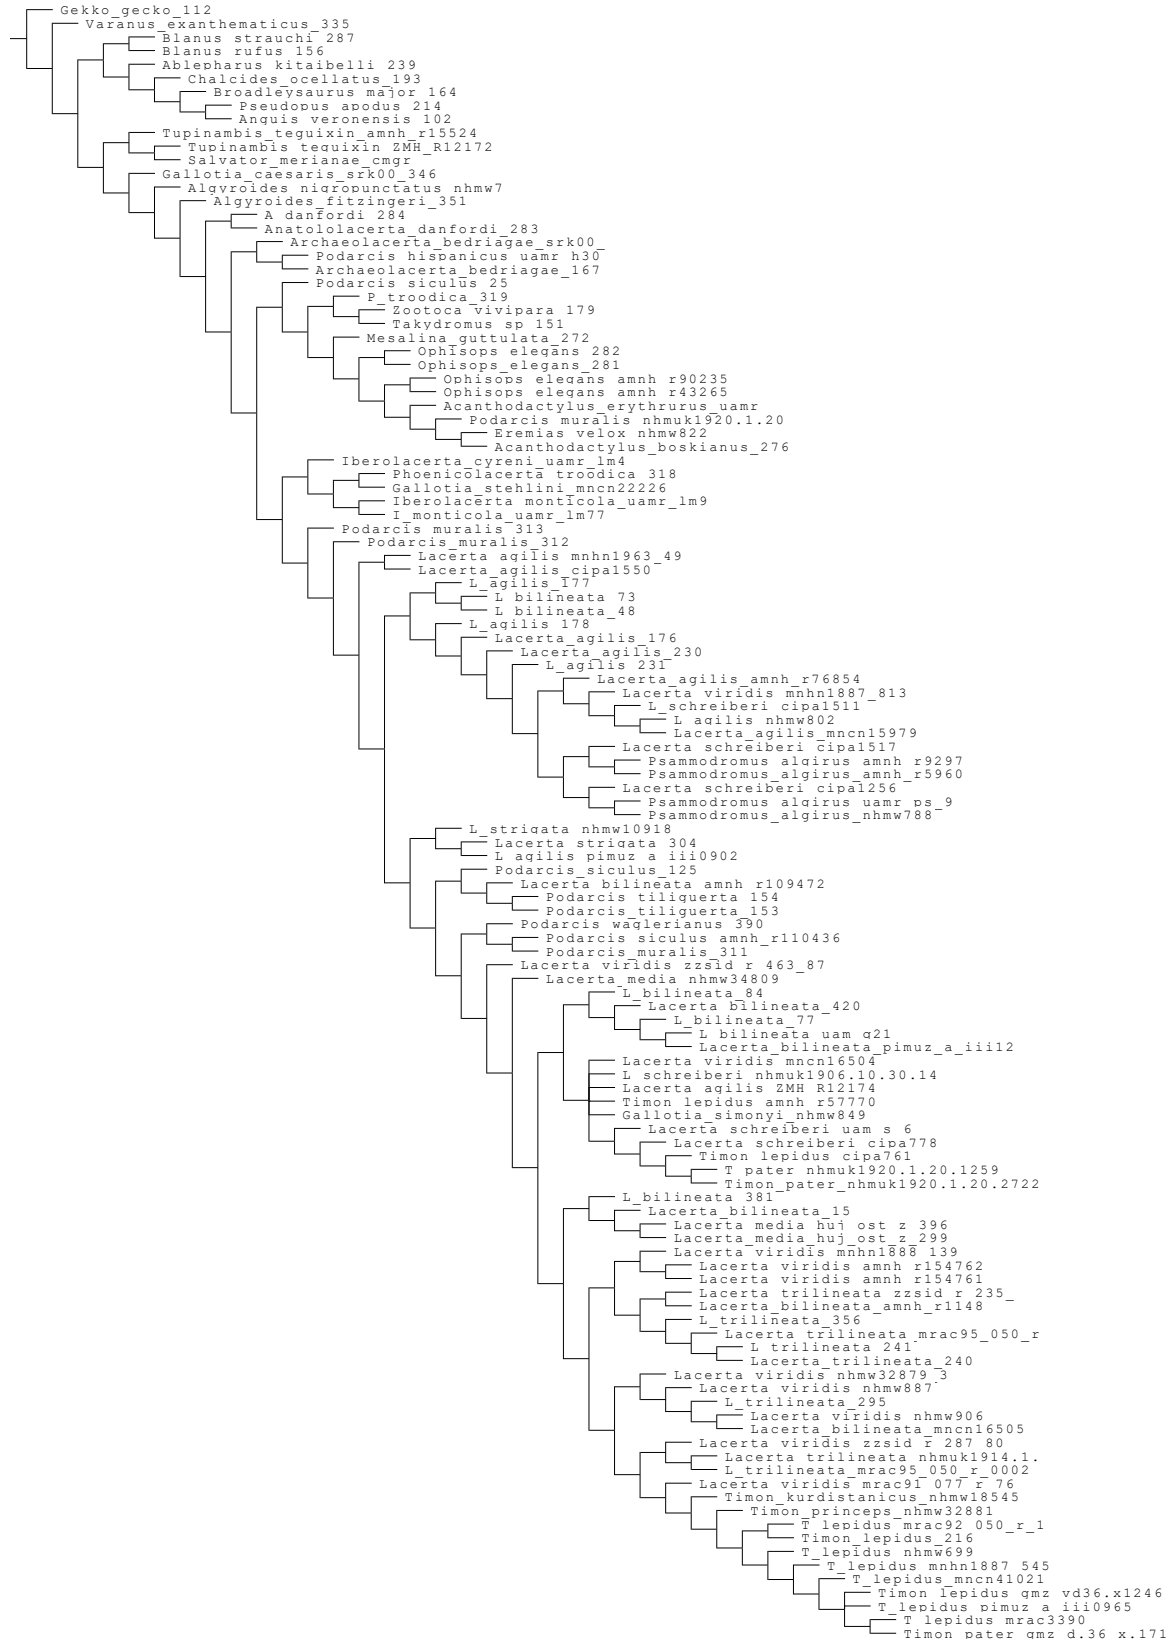 Gekko_gecko_112
Varanus_exanthematicus_335
Blanus_strauchi_287
Blanus_rufus_156
Ablepharus_kitaibelli_239
Chalcides_ocellatus_193
Broadleysaurus_major_164
Pseudopus_apodus_214
Anguis_veronensis_102
Tupinambis_teguixin_amnh_r15524
Tupinambis_teguixin_ZMH_R12172
Salvator_merianae_cmgr
Gallotia_caesaris_srk00_346
Algyroides_nigropunctatus_nhmw7
Algyroides_fitzingeri_351
A_danfordi_284
Anatololacerta_danfordi_283
Archaeolacerta_bedriagae_srk00_
Podarcis_hispanicus_uamr_h30
Archaeolacerta_bedriagae_167
Podarcis_siculus_25
P_troodica_319
Zootoca_vivipara_179
Takydromus_sp_151
Mesalina_guttulata_272
Ophisops_elegans_282
Ophisops_elegans_281
Ophisops_elegans_amnh_r90235
Ophisops_elegans_amnh_r43265
Acanthodactylus_erythrurus_uamr
Podarcis_muralis_nhmuk1920.1.20
Eremias_velox_nhmw822
Acanthodactylus_boskianus_276
Iberolacerta_cyreni_uamr_lm4
Phoenicolacerta_troodica_318
Gallotia_stehlini_mncn22226
Iberolacerta_monticola_uamr_lm9
I_monticola_uamr_lm77
Podarcis_muralis_313
Podarcis_muralis_312
Lacerta_agilis_mnhn1963_49
Lacerta_agilis_cipa1550
L_agilis_177
L_bilineata_73
L_bilineata_48
L_agilis_178
Lacerta_agilis_176
Lacerta_agilis_230
L_agilis_231
Lacerta_agilis_amnh_r76854
Lacerta_viridis_mnhn1887_813
L_schreiberi_cipa1511
L_agilis_nhmw802
Lacerta_agilis_mncn15979
Lacerta_schreiberi_cipa1517
Psammodromus_algirus_amnh_r9297
Psammodromus_algirus_amnh_r5960
Lacerta_schreiberi_cipa1256
Psammodromus_algirus_uamr_ps_9
Psammodromus_algirus_nhmw788
L_strigata_nhmw10918
Lacerta_strigata_304
L_agilis_pimuz_a_iii0902
Podarcis_siculus_125
Lacerta_bilineata_amnh_r109472
Podarcis_tiliguerta_154
Podarcis_tiliguerta_153
Podarcis_waglerianus_390
Podarcis_siculus_amnh_r110436
Podarcis_muralis_311
Lacerta_viridis_zzsid_r_463_87
Lacerta_media_nhmw34809
L_bilineata_84
Lacerta_bilineata_420
L_bilineata_77
L_bilineata_uam_g21
Lacerta_bilineata_pimuz_a_iii12
Lacerta_viridis_mncn16504
L_schreiberi_nhmuk1906.10.30.14
Lacerta_agilis_ZMH_R12174
Timon_lepidus_amnh_r57770
Gallotia_simonyi_nhmw849
Lacerta_schreiberi_uam_s_6
Lacerta_schreiberi_cipa778
Timon_lepidus_cipa761
T_pater_nhmuk1920.1.20.1259
Timon_pater_nhmuk1920.1.20.2722
L_bilineata_381
Lacerta_bilineata_15
Lacerta_media_huj_ost_z_396
Lacerta_media_huj_ost_z_299
Lacerta_viridis_mnhn1888_139
Lacerta_viridis_amnh_r154762
Lacerta_viridis_amnh_r154761
Lacerta_trilineata_zzsid_r_235_
Lacerta_bilineata_amnh_r1148
L_trilineata_356
Lacerta_trilineata_mrac95_050_r
L_trilineata_241
Lacerta_trilineata_240
Lacerta_viridis_nhmw32879_3
Lacerta_viridis_nhmw887
L_trilineata_295
Lacerta_viridis_nhmw906
Lacerta_bilineata_mncn16505
Lacerta_viridis_zzsid_r_287_80
Lacerta_trilineata_nhmuk1914.1.
L_trilineata_mrac95_050_r_0002
Lacerta_viridis_mrac91_077_r_76
Timon_kurdistanicus_nhmw18545
Timon_princeps_nhmw32881
T_lepidus_mrac92_050_r_1
Timon_lepidus_216
T_lepidus_nhmw699
T_lepidus_mnhn1887_545
T_lepidus_mncn41021
Timon_lepidus_gmz_vd36.x1246
T_lepidus_pimuz_a_iii0965
T_lepidus_mrac3390
Timon_pater_gmz_d.36_x.171